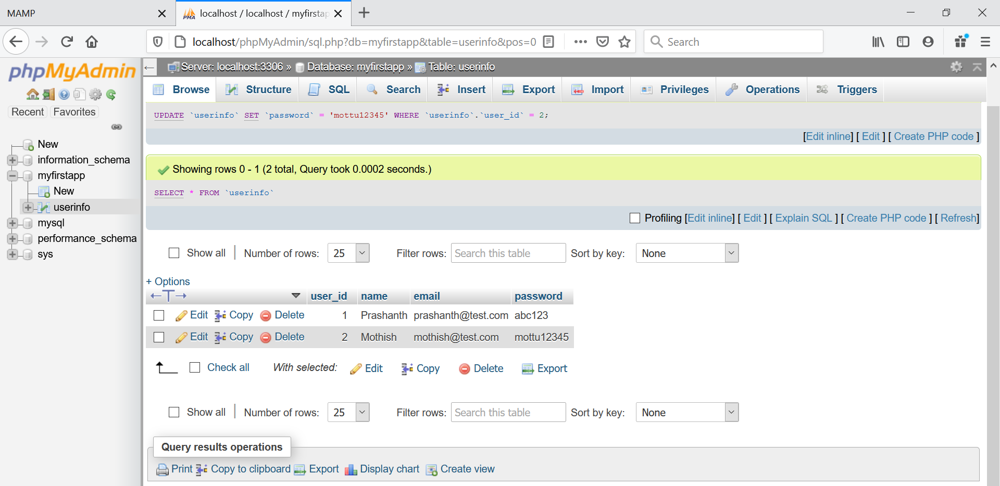 MAMP
localhost / localhost / myfirstap
localhost/phpMyAdmin/sql.php?db=myfirstapp&table=userinfo&pos=0
Search
phpMyAdmin
Recent Favorites
New
information_schema
myfirstapp
New
userinfo
mysql
performance_schema
sys
Server: localhost:3306 » Database: myfirstapp » Table: userinfo
Browse Structure SQL Search Insert Export Import Privileges Operations Triggers
UPDATE `userinfo` SET `password` = 'mottu12345' WHERE `userinfo`.`user_id` = 2;
[Edit inline] [ Edit ] [ Create PHP code ]
Showing rows 0 - 1 (2 total, Query took 0.0002 seconds.)
SELECT * FROM `userinfo`
Profiling [Edit inline] [ Edit ] [ Explain SQL ] [ Create PHP code ] [ Refresh]
Show all | Number of rows: 25 Filter rows: Search this table Sort by key: None
+ Options
←T→ user_id name email password
Edit Copy Delete 1 Prashanth prashanth@test.com abc123
Edit Copy Delete 2 Mothish mothish@test.com mottu12345
Check all With selected: Edit Copy Delete Export
Show all | Number of rows: 25 Filter rows: Search this table Sort by key: None
Query results operations
Print Copy to clipboard Export Display chart Create view